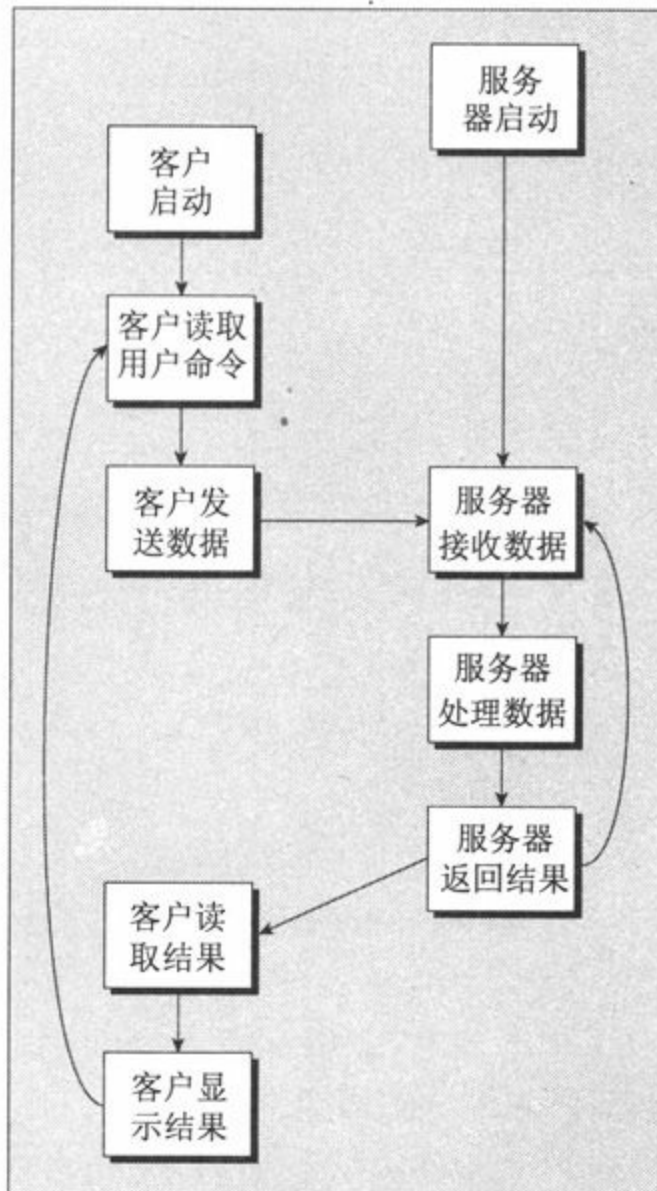 服务
器启动
客户
启动
客户读取
用户命令
客户发
送数据
服务器
接收数据
服务器
处理数据
服务器
返回结果
客户读
取结果
客户显
示结果